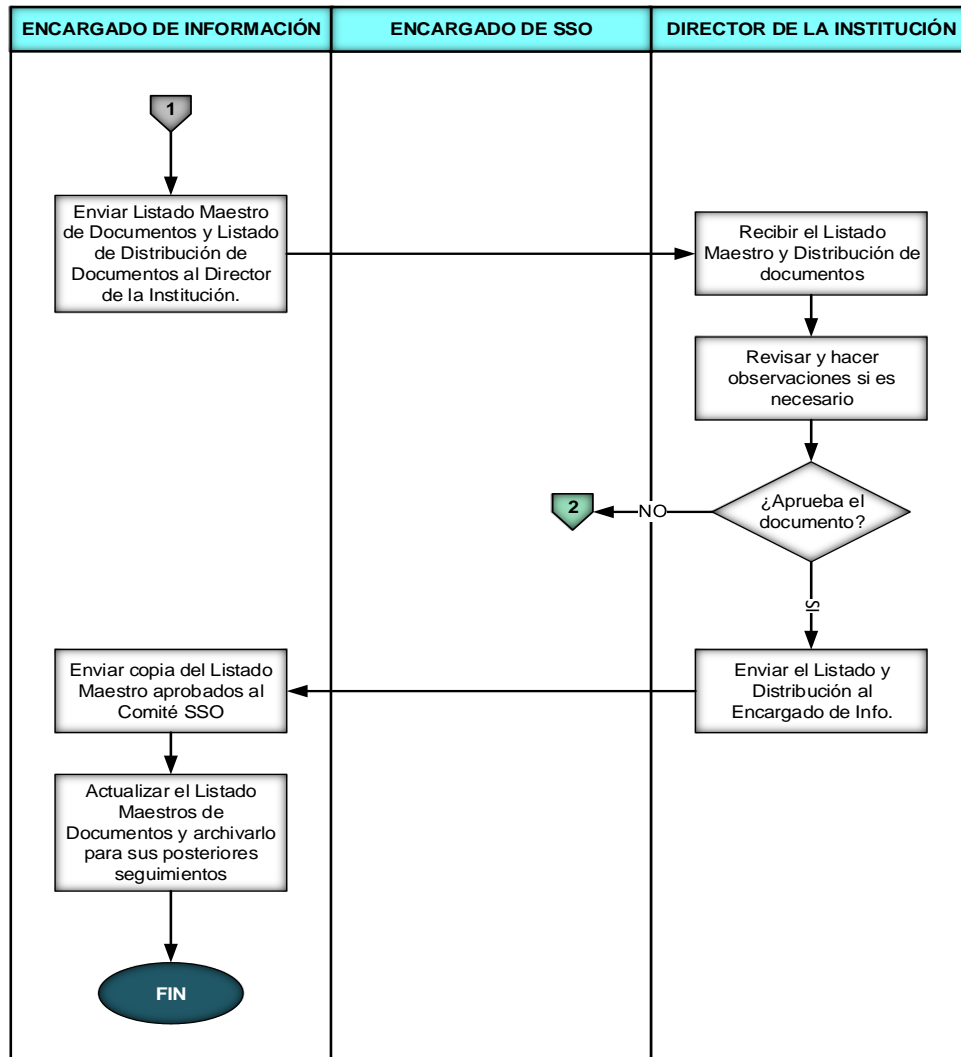 ENCARGADO DE INFORMACIÓN
ENCARGADO DE SSO
DIRECTOR DE LA INSTITUCIÓN
1
Enviar Listado Maestro
de Documentos y Listado
de Distribución de
Documentos al Director
de la Institución.
Recibir el Listado
Maestro y Distribución de
documentos
Revisar y hacer
observaciones si es
necesario
¿Aprueba el
documento?
NO
2
SI
Enviar el Listado y
Distribución al
Encargado de Info.
Enviar copia del Listado
Maestro aprobados al
Comité SSO
Actualizar el Listado
Maestros de
Documentos y archivarlo
para sus posteriores
seguimientos
FIN